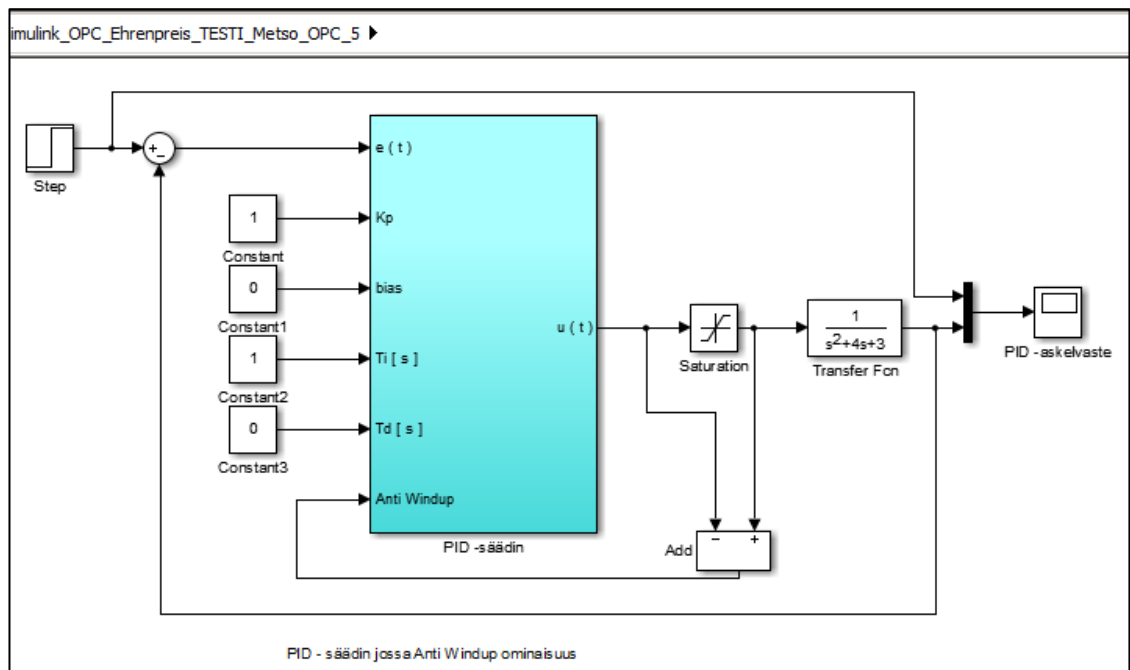 imulink_OPC_Ehrenpreis_TESTI_Metso_OPC_5
Step
+
−
e ( t )
1
Kp
Constant
0
bias
Constant1
1
Ti [ s ]
Constant2
0
Td [ s ]
Constant3
Anti Windup
u ( t )
PID -säädin
Saturation
1
s²+4s+3
Transfer Fcn
PID -askelvaste
Add
− +
PID - säädin jossa Anti Windup ominaisuus